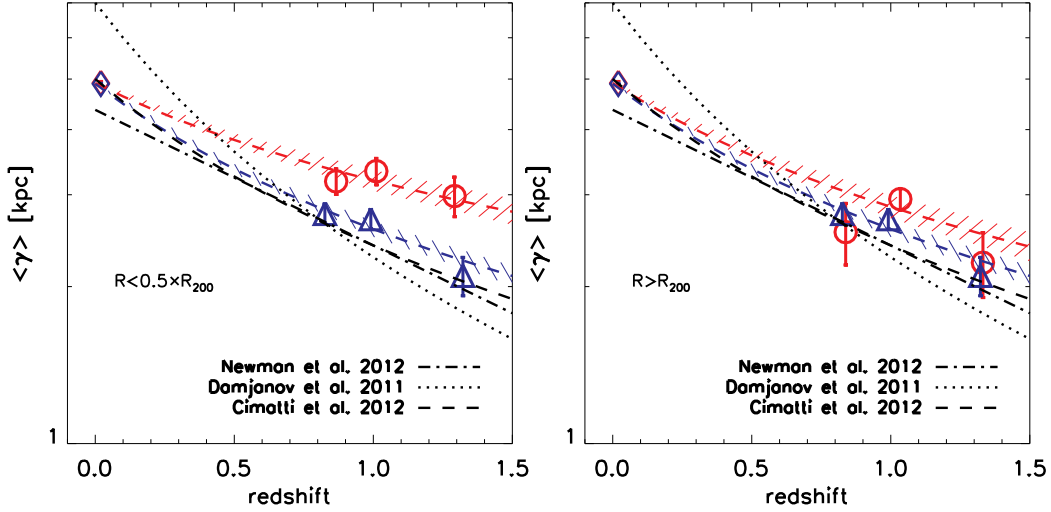 <γ> [kpc]
1
R<0.5×R200
Newman et al. 2012
Damjanov et al. 2011
Cimatti et al. 2012
0.0 0.5 1.0 1.5
redshift
<γ> [kpc]
1
R>R200
Newman et al. 2012
Damjanov et al. 2011
Cimatti et al. 2012
0.0 0.5 1.0 1.5
redshift